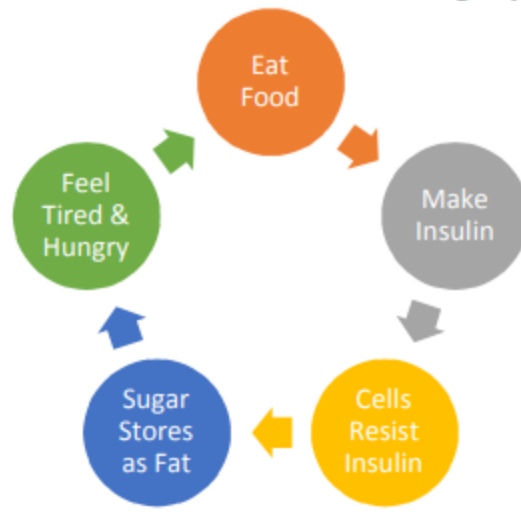 Eat
Food
Make
Insulin
Cells
Resist
Insulin
Sugar
Stores
as Fat
Feel
Tired &
Hungry